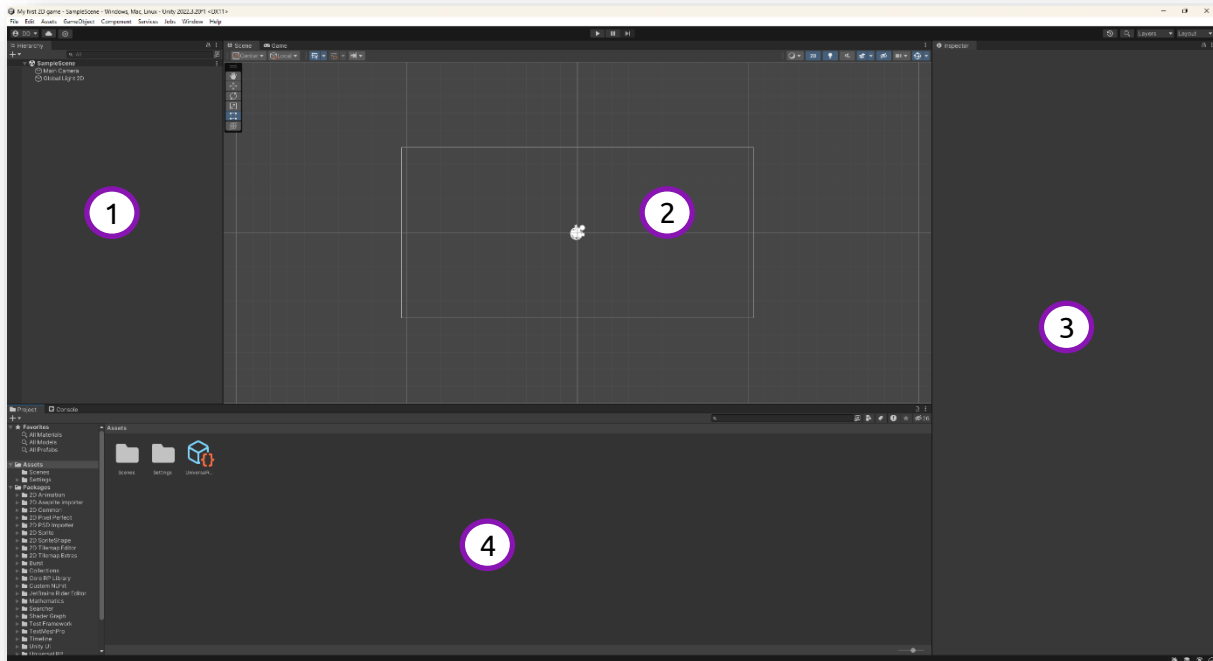 My first 2D game - SampleScene - Windows, Mac, Linux - Unity 2022.3.20f1 <DX11>
File Edit Assets GameObject Component Services Jobs Window Help
DD
Layers Layout
Hierarchy
All
SampleScene
Main Camera
Global Light 2D
1
Scene Game
Center Local
2D
2
Inspector
3
Project Console
Favorites
All Materials
All Models
All Prefabs
Assets
Scenes
Settings
Packages
2D Animation
2D Aseprite Importer
2D Common
2D Pixel Perfect
2D PSD Importer
2D Sprite
2D SpriteShape
2D Tilemap Editor
2D Tilemap Extras
Burst
Collections
Core RP Library
Custom NUnit
JetBrains Rider Editor
Mathematics
Searcher
Shader Graph
Test Framework
TextMeshPro
Timeline
Unity UI
Universal RP
Assets
Scenes Settings UniversalR...
4